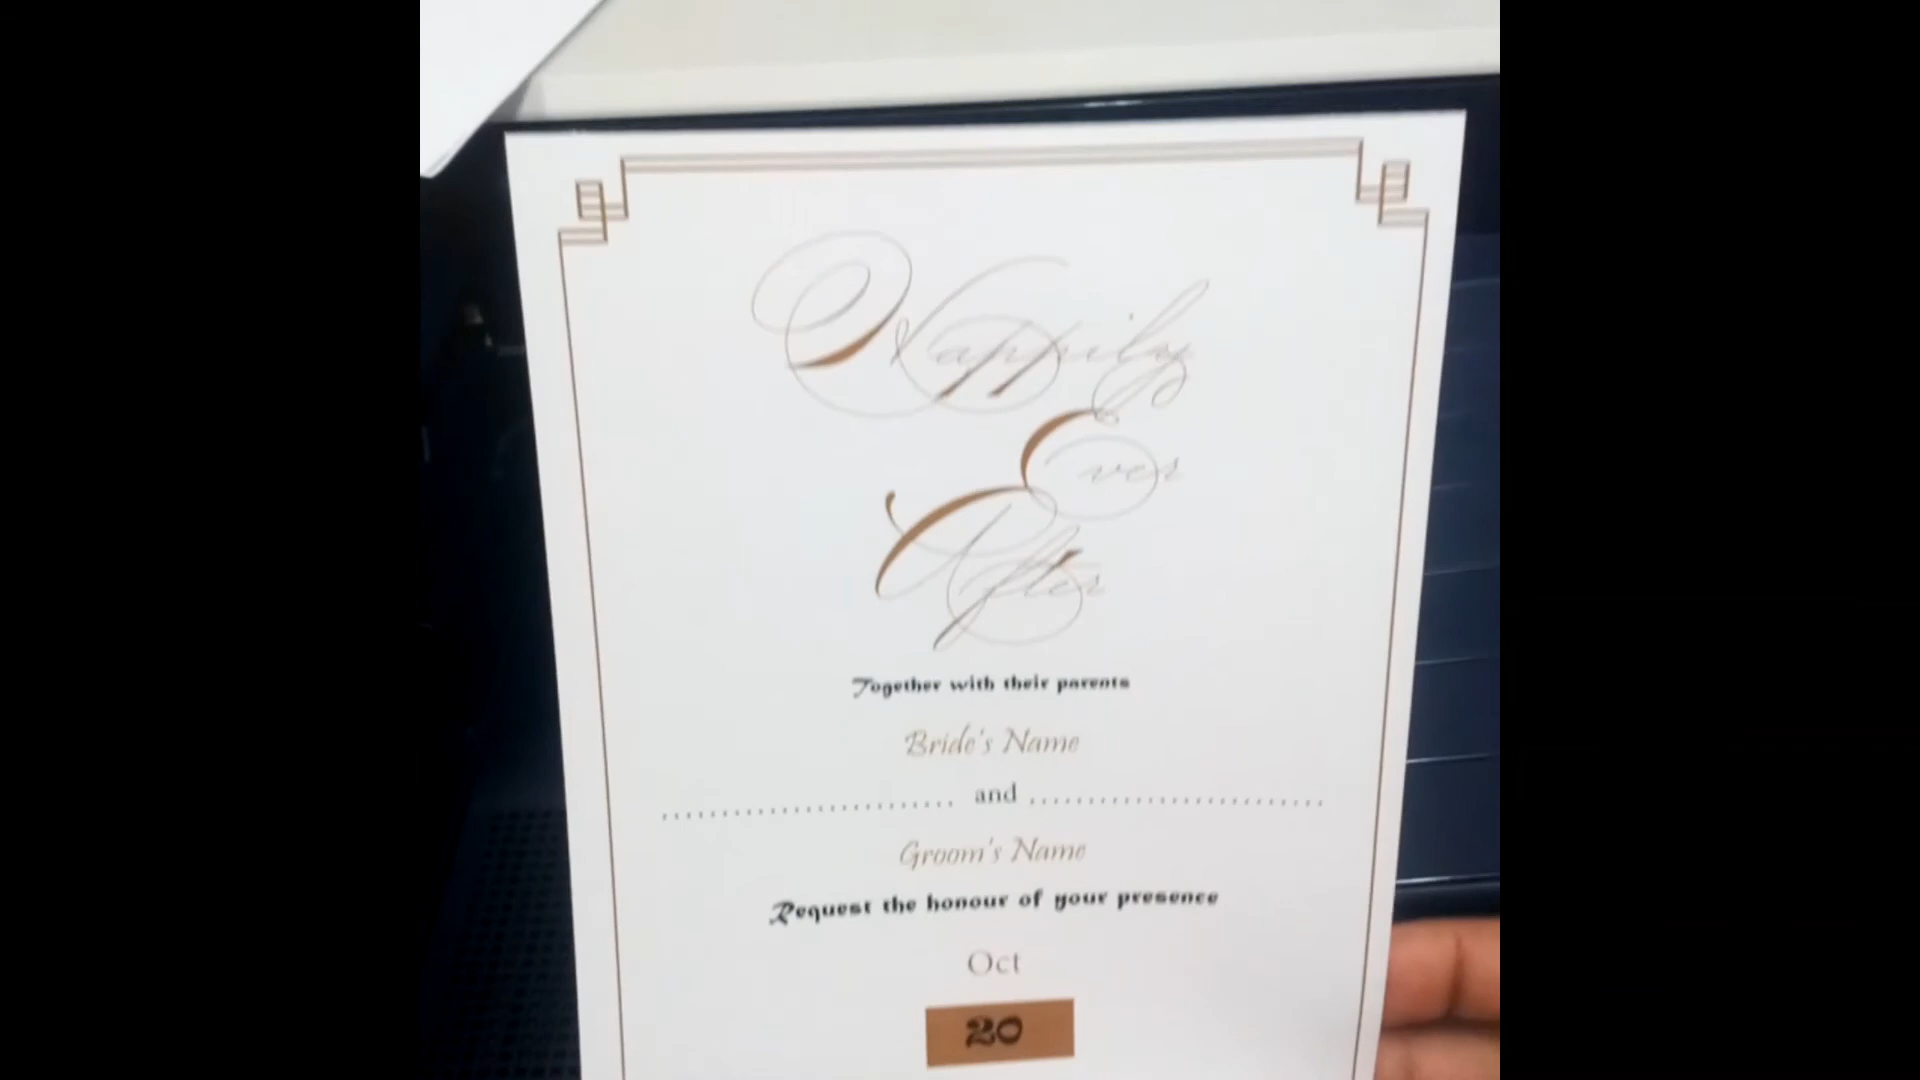 Happily
Ever
After
Together with their parents
Bride's Name
.......................... and ..........................
Groom's Name
Request the honour of your presence
Oct
20